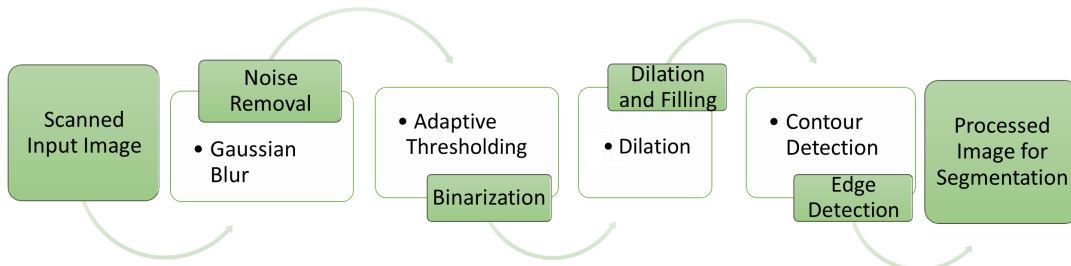 Scanned
Input Image
Noise
Removal
• Gaussian
Blur
• Adaptive
Thresholding
Binarization
Dilation
and Filling
• Dilation
• Contour
Detection
Edge
Detection
Processed
Image for
Segmentation